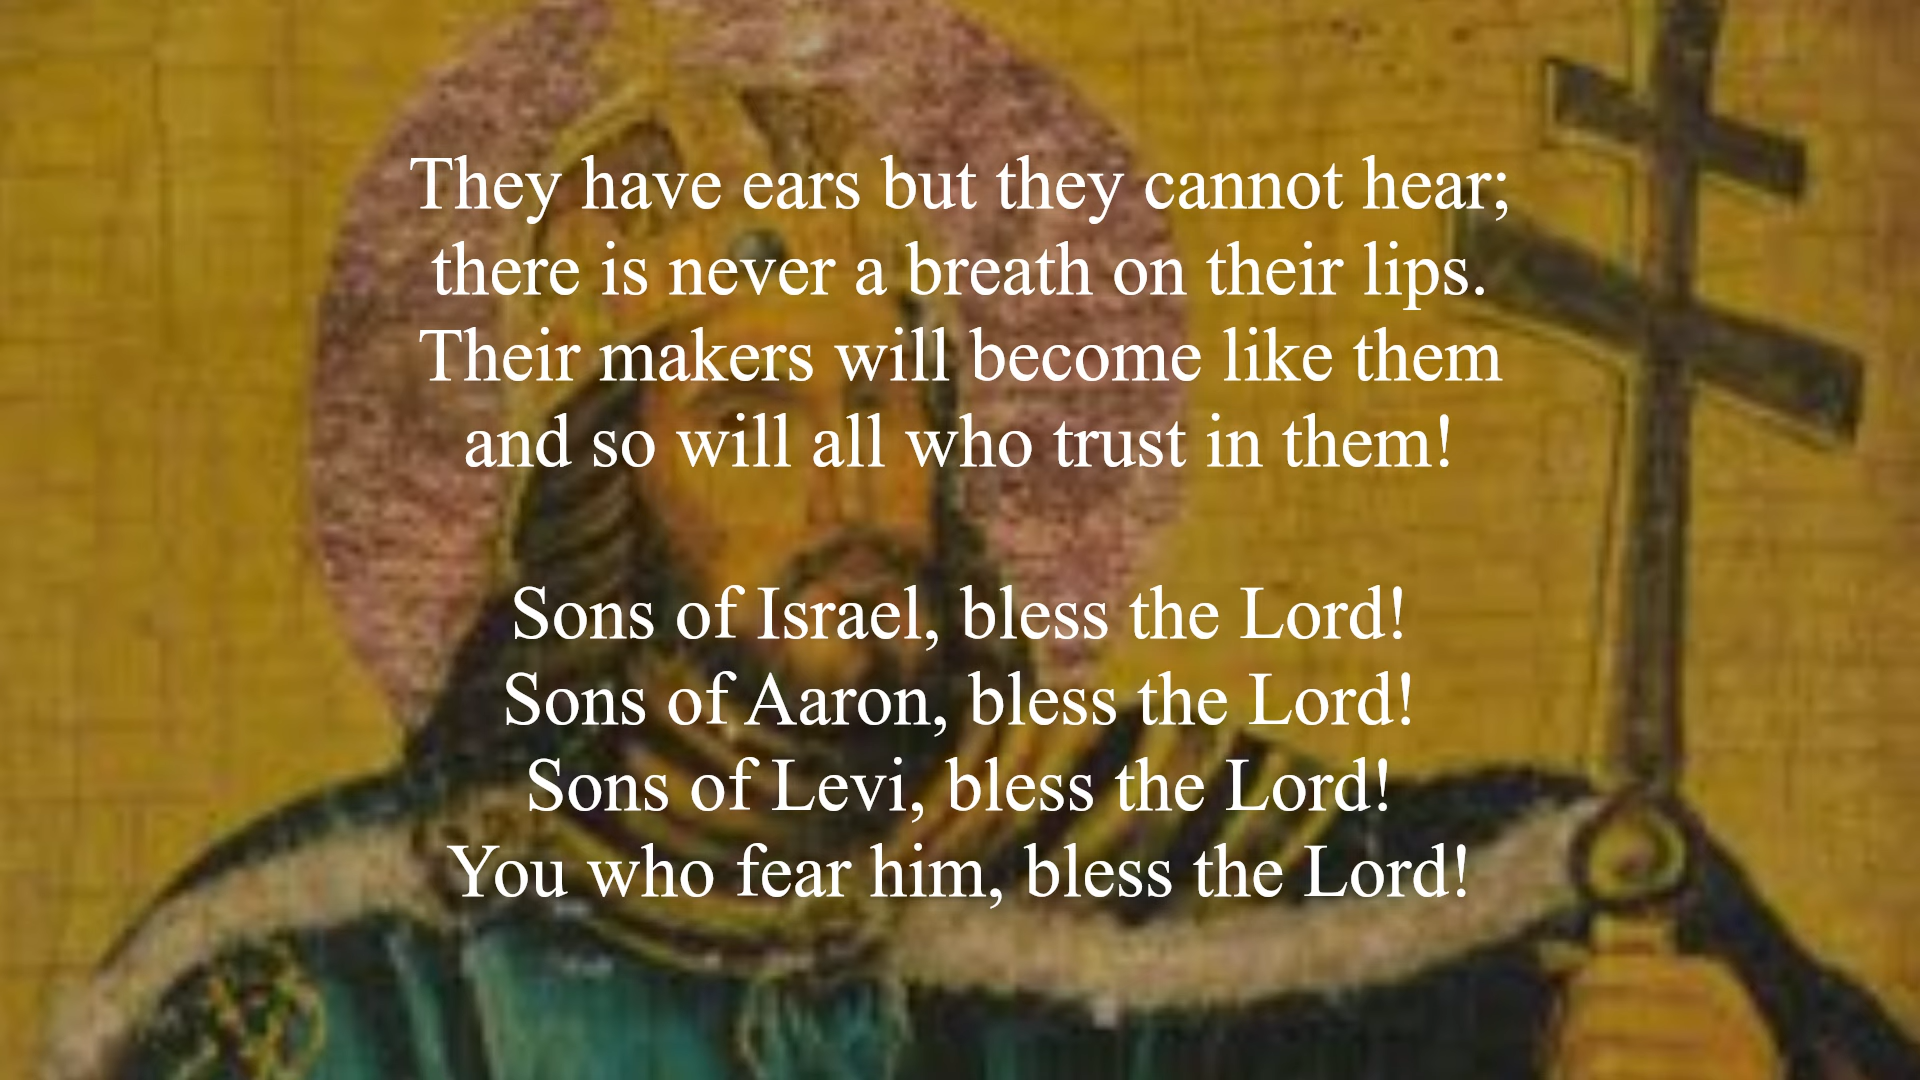 They have ears but they cannot hear;
there is never a breath on their lips.
Their makers will become like them
and so will all who trust in them!
Sons of Israel, bless the Lord!
Sons of Aaron, bless the Lord!
Sons of Levi, bless the Lord!
You who fear him, bless the Lord!